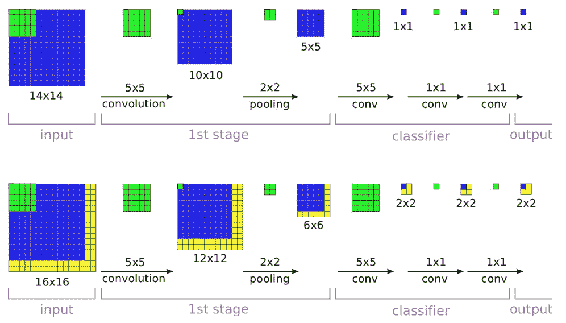 1x1 1x1 1x1
5x5
14x14 5x5 10x10 2x2 5x5 1x1 1x1
convolution pooling conv conv conv
input 1st stage classifier output
2x2 2x2 2x2
6x6
16x16 5x5 12x12 2x2 5x5 1x1 1x1
convolution pooling conv conv conv
input 1st stage classifier output